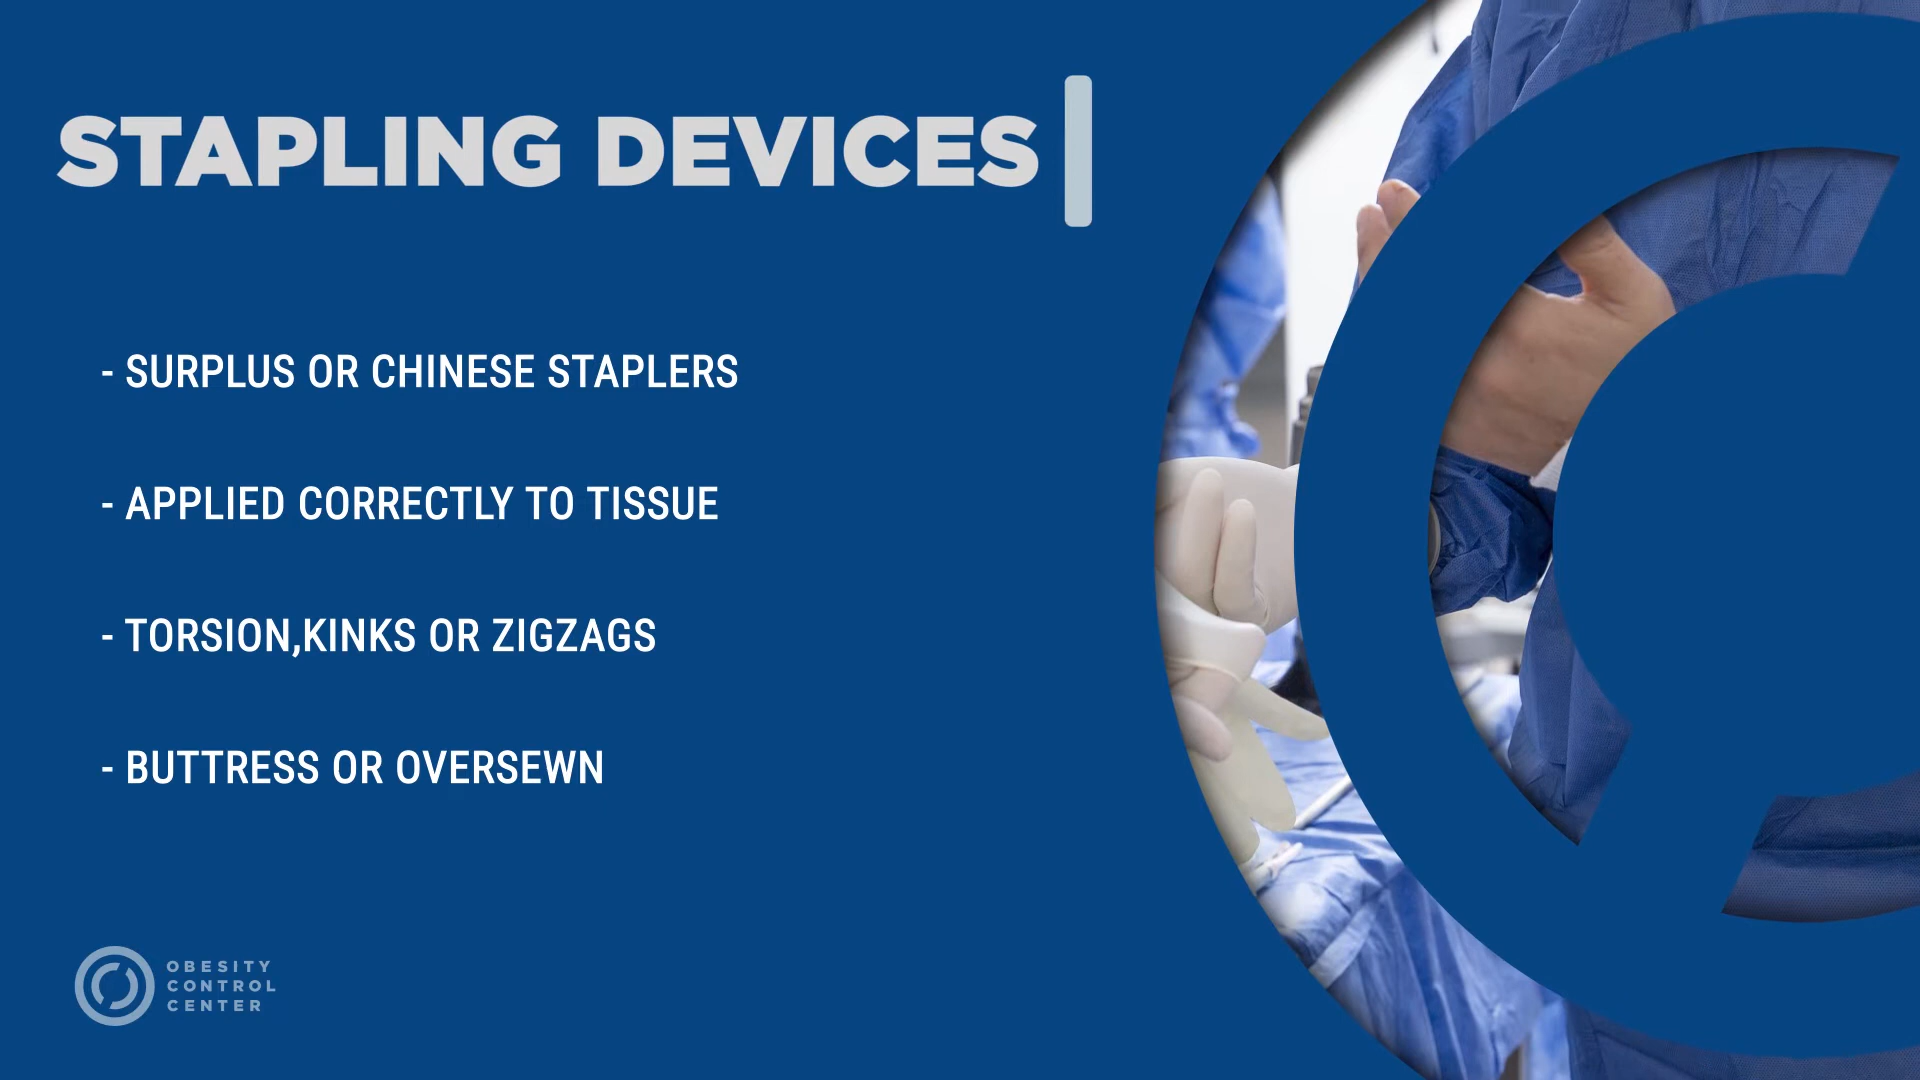 STAPLING DEVICES
- SURPLUS OR CHINESE STAPLERS
- APPLIED CORRECTLY TO TISSUE
- TORSION,KINKS OR ZIGZAGS
- BUTTRESS OR OVERSEWN
OBESITY
CONTROL
CENTER